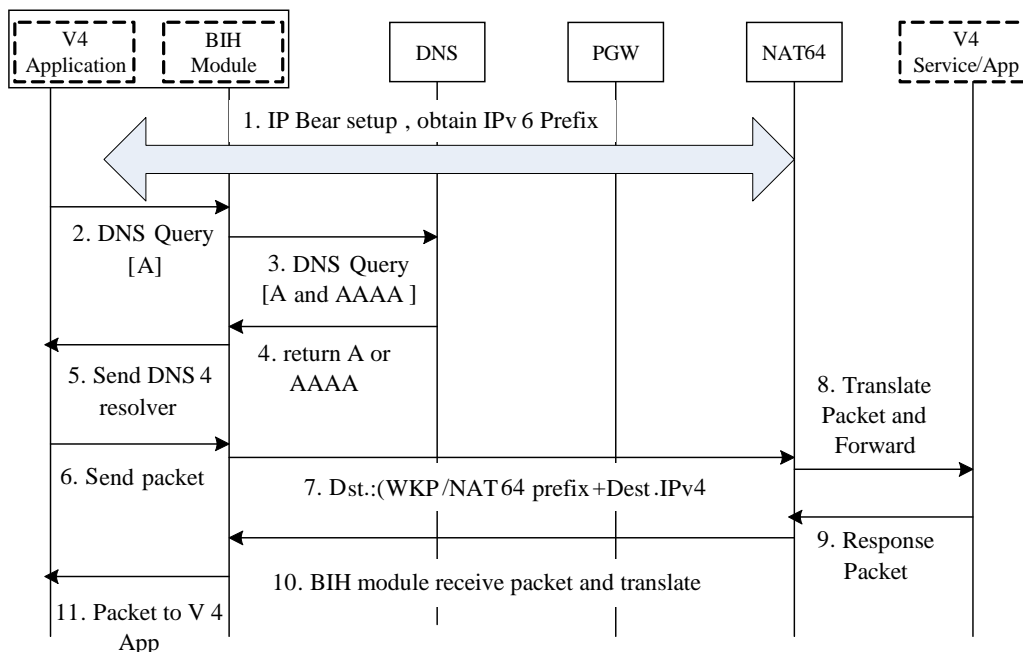 V4
Application
BIH
Module
DNS
PGW
NAT64
V4
Service/App
1. IP Bear setup , obtain IPv 6 Prefix
2. DNS Query
[A]
3. DNS Query
[A and AAAA ]
4. return A or
AAAA
5. Send DNS 4
resolver
6. Send packet
7. Dst.:(WKP/NAT64 prefix+Dest.IPv4
8. Translate
Packet and
Forward
9. Response
Packet
10. BIH module receive packet and translate
11. Packet to V 4
App